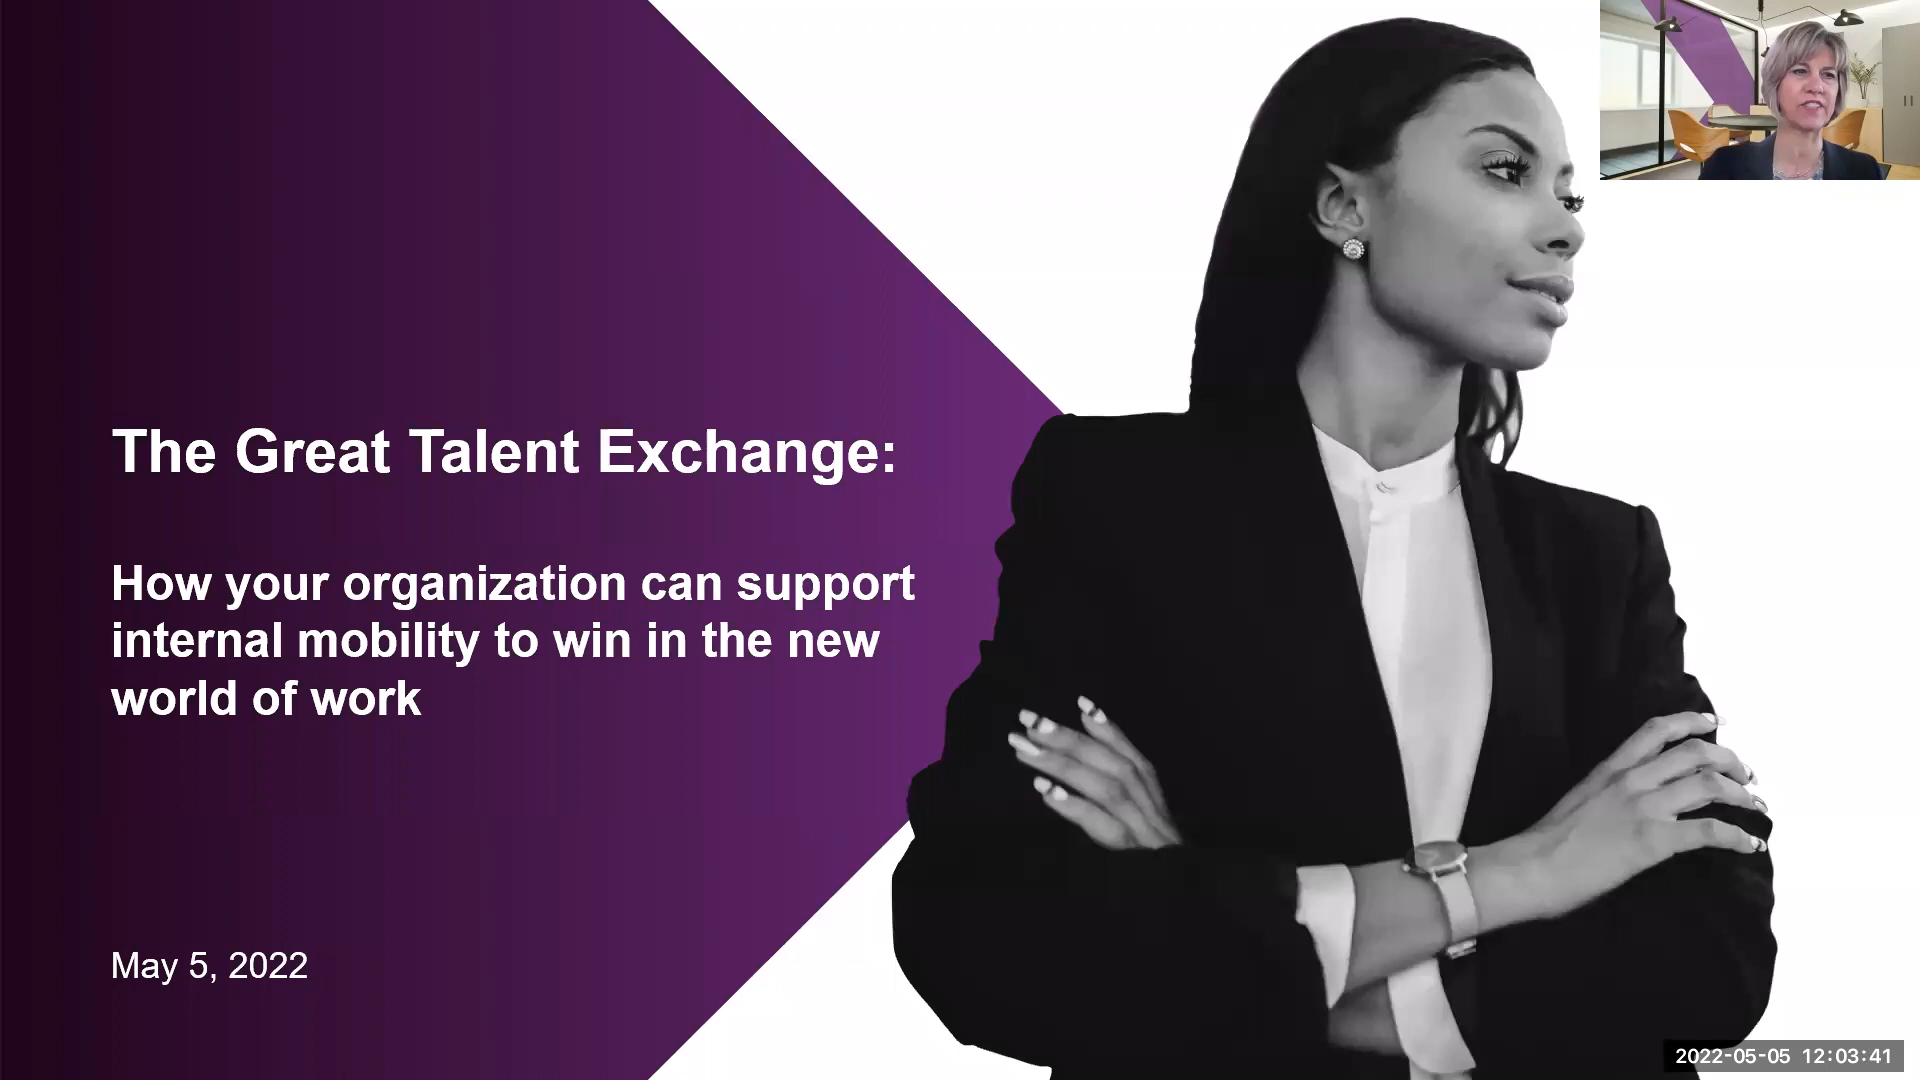 The Great Talent Exchange:
How your organization can support
internal mobility to win in the new
world of work
May 5, 2022
2022-05-05 12:03:41